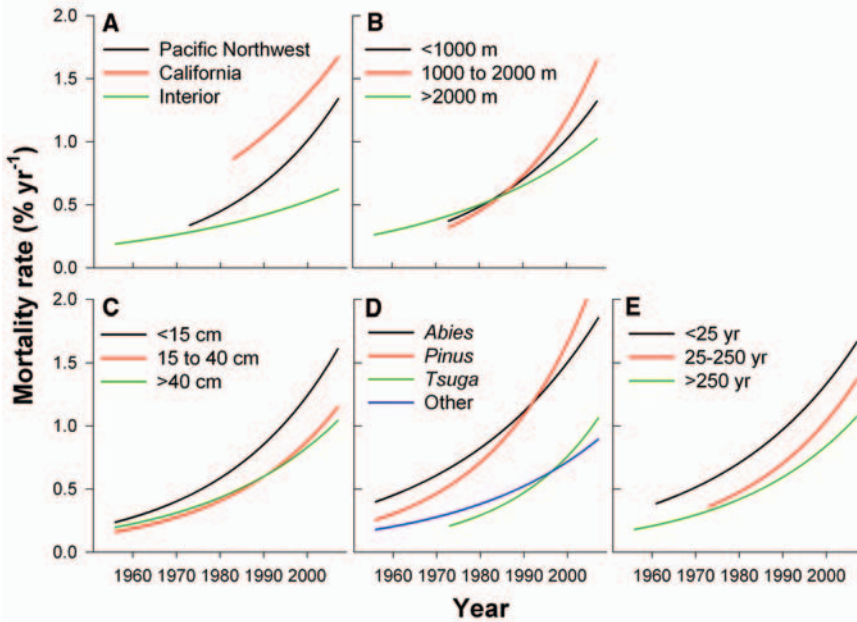 A
Pacific Northwest
California
Interior
B
<1000 m
1000 to 2000 m
>2000 m
2.0
1.5
1.0
0.5
0.0
1960 1970 1980 1990 2000
C
<15 cm
15 to 40 cm
>40 cm
D
Abies
Pinus
Tsuga
Other
E
<25 yr
25-250 yr
>250 yr
2.0
1.5
1.0
0.5
0.0
1960 1970 1980 1990 2000
1960 1970 1980 1990 2000
Mortality rate (% yr⁻¹)
Year